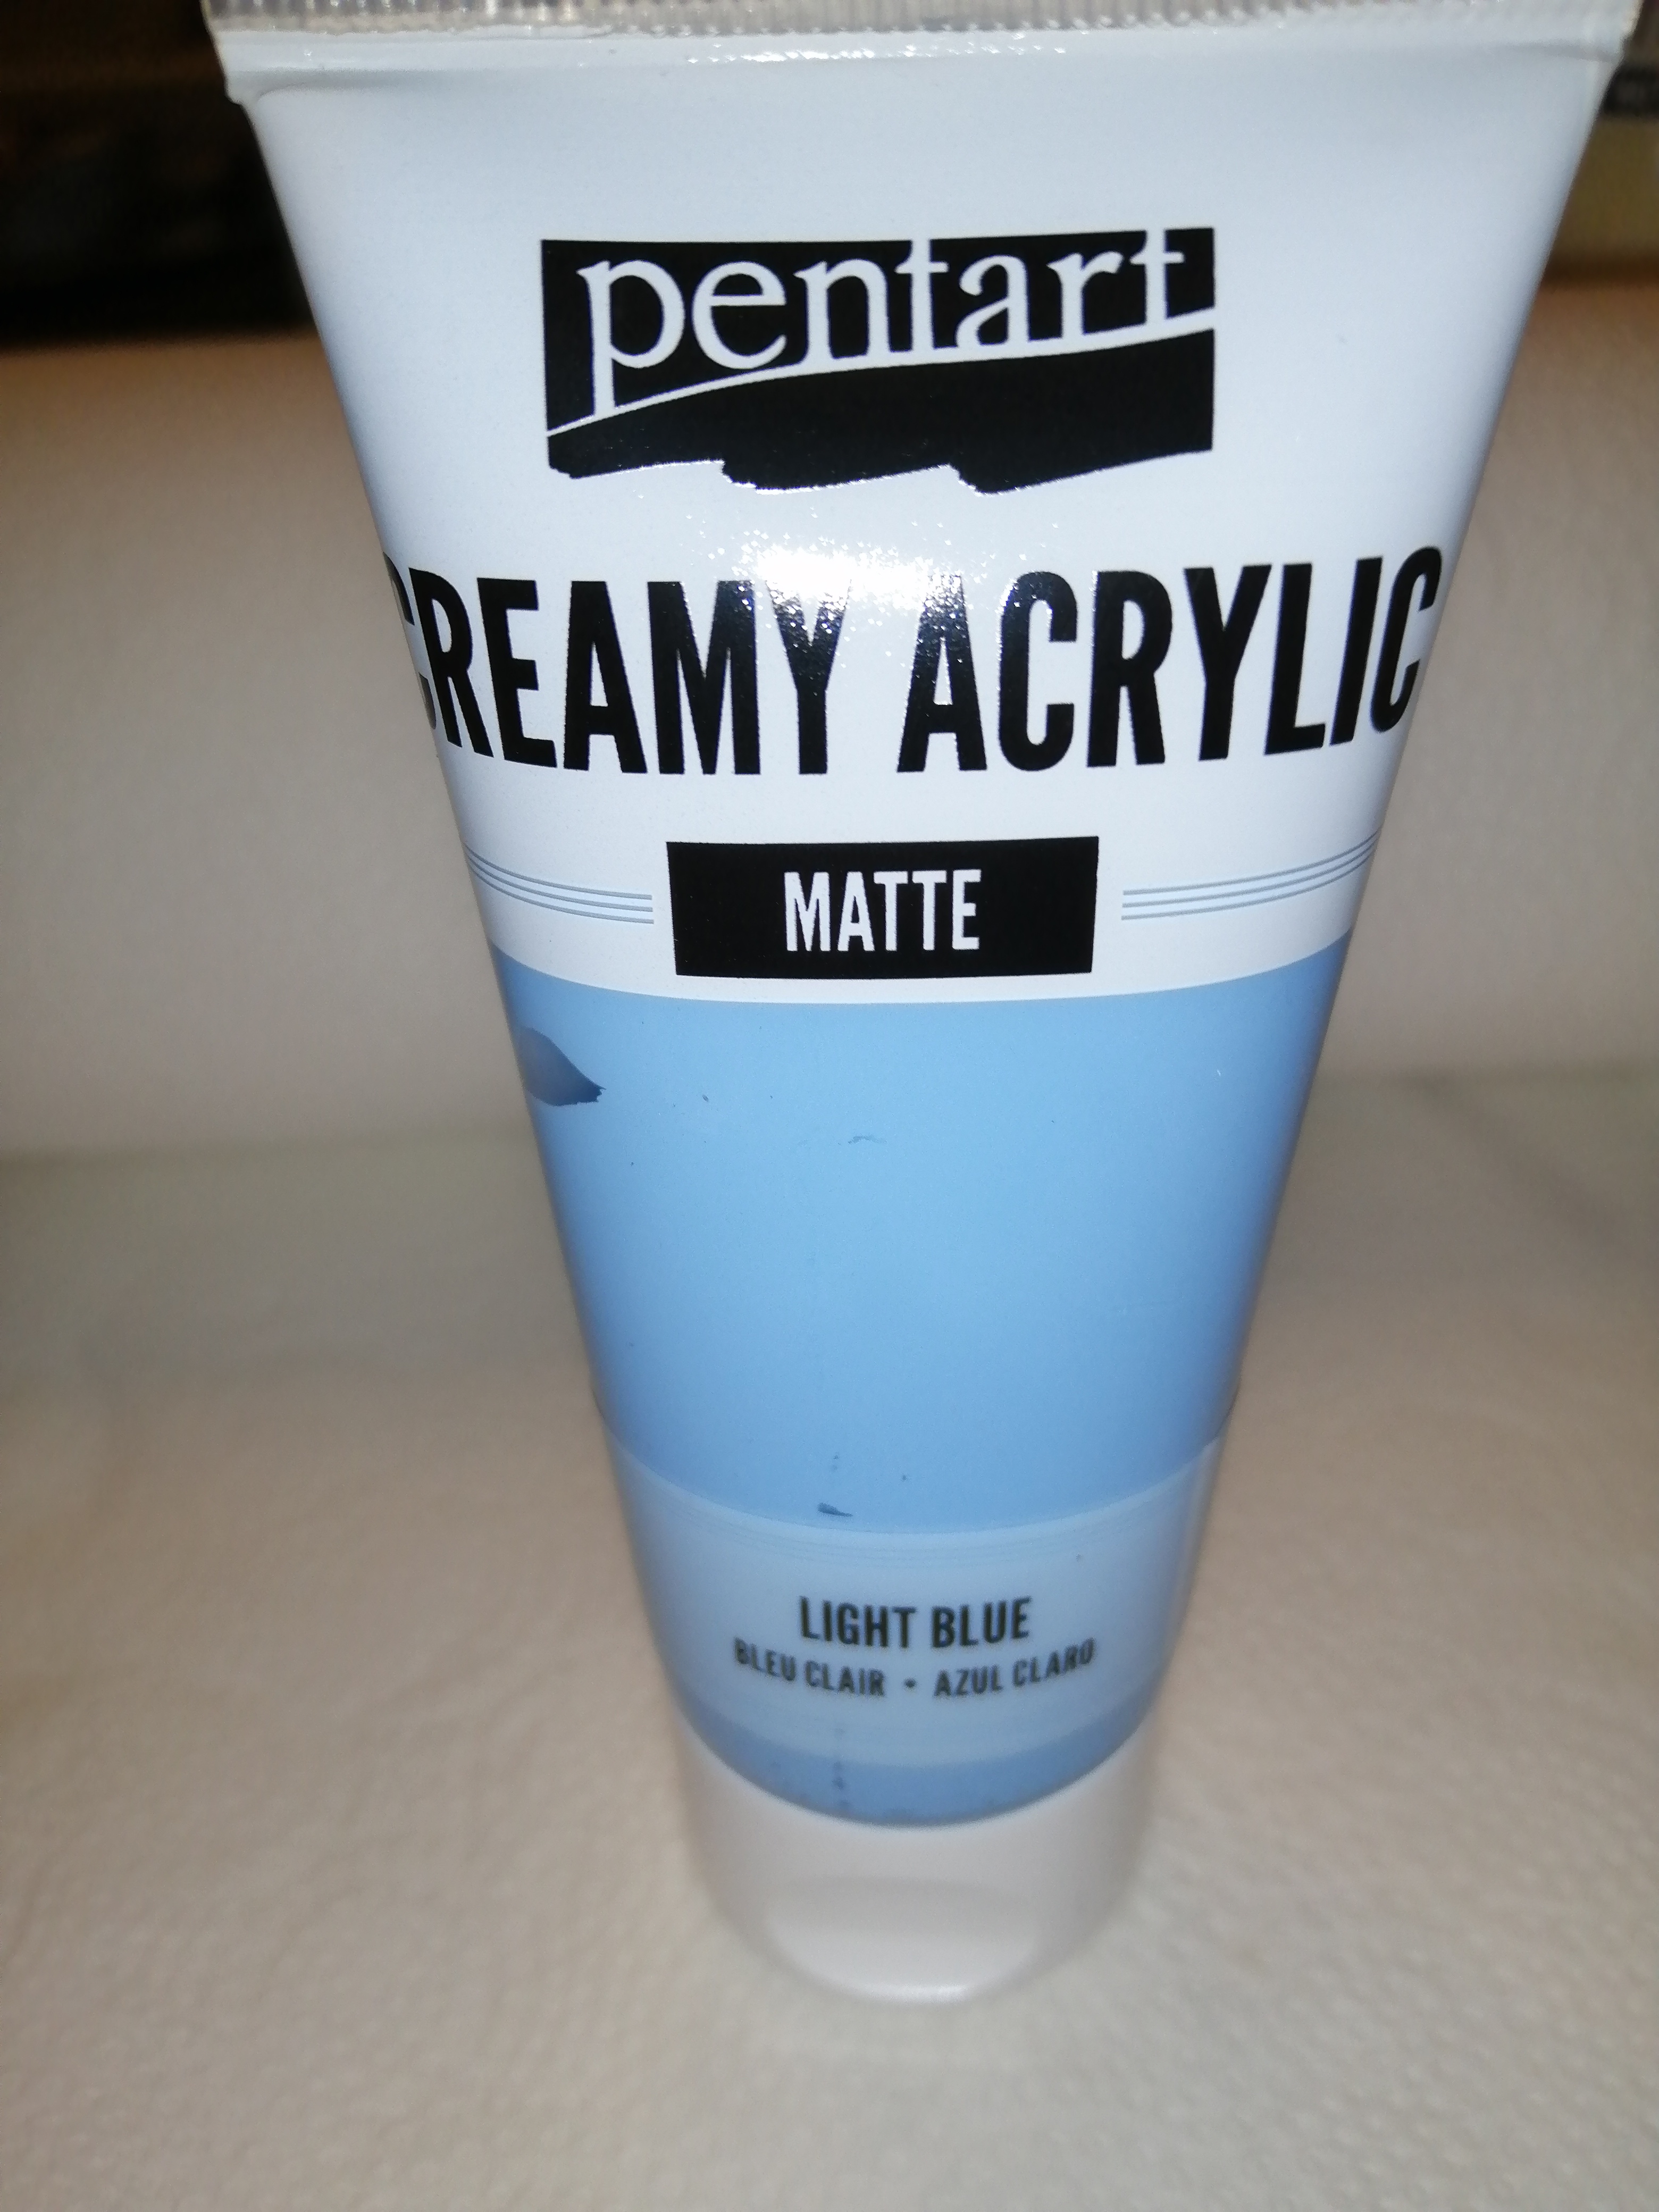 pentart
CREAMY ACRYLIC
MATTE
LIGHT BLUE
BLEU CLAIR • AZUL CLARO